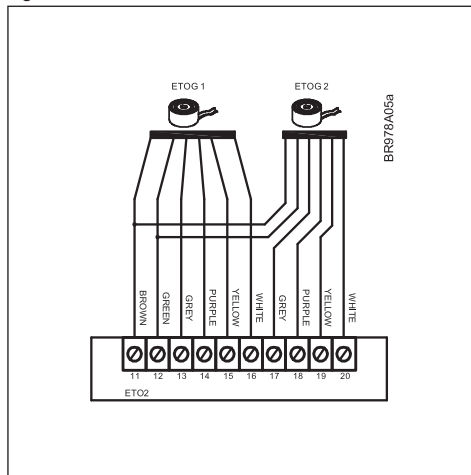 ETOG 1 ETOG 2
BR978A05a
BROWN GREEN GREY PURPLE YELLOW WHITE GREY PURPLE YELLOW WHITE
11 12 13 14 15 16 17 18 19 20
ETO2